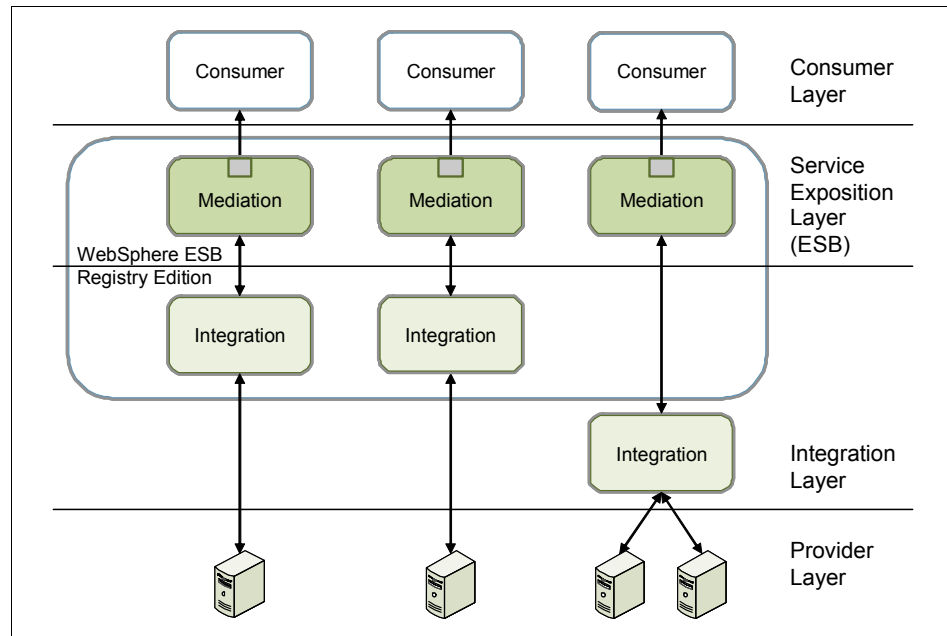 Consumer
Consumer
Consumer
Consumer
Layer
Mediation
Mediation
Mediation
Service
Exposition
Layer
(ESB)
WebSphere ESB
Registry Edition
Integration
Integration
Integration
Integration
Layer
Provider
Layer